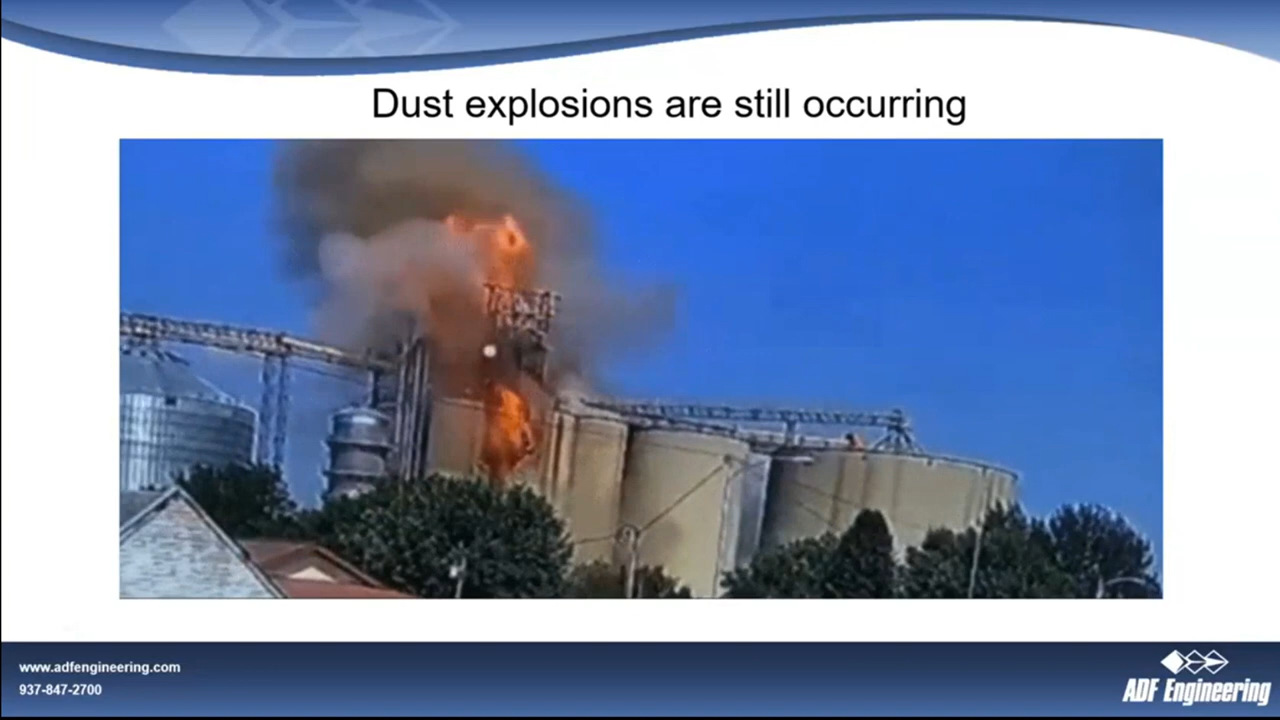 Dust explosions are still occurring
www.adfengineering.com
937-847-2700
ADF Engineering